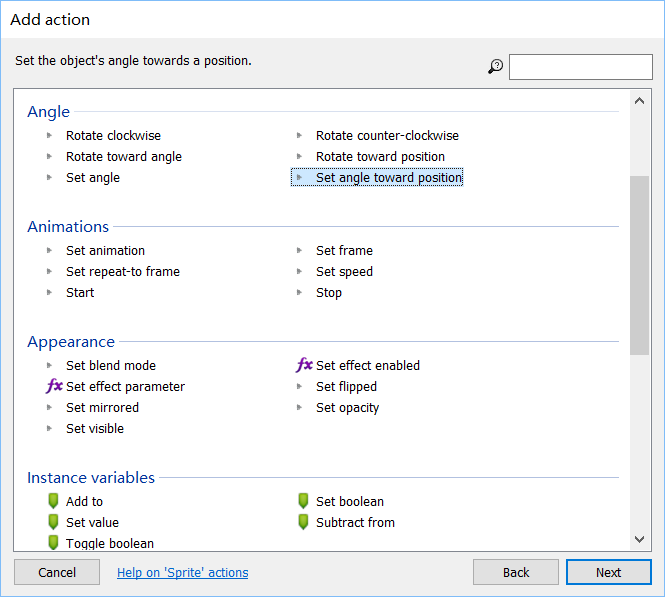 Add action
Set the object's angle towards a position.
Angle
Rotate clockwise Rotate counter-clockwise
Rotate toward angle Rotate toward position
Set angle Set angle toward position
Animations
Set animation Set frame
Set repeat-to frame Set speed
Start Stop
Appearance
Set blend mode fx Set effect enabled
fx Set effect parameter Set flipped
Set mirrored Set opacity
Set visible
Instance variables
Add to Set boolean
Set value Subtract from
Toggle boolean
Cancel Help on 'Sprite' actions Back Next